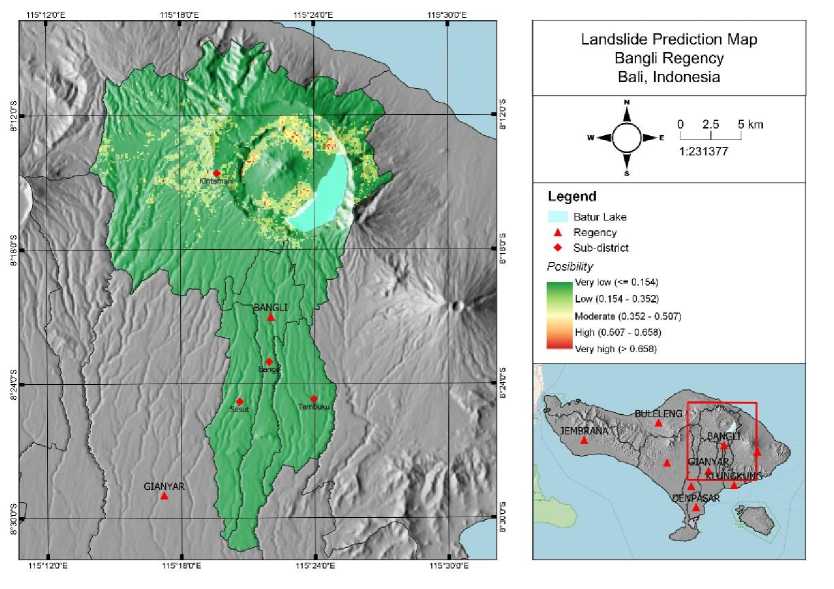 115°12'0"E 115°18'0"E 115°24'0"E 115°30'0"E
8°12'0"S 8°12'0"S
8°18'0"S 8°18'0"S
8°24'0"S 8°24'0"S
8°30'0"S 8°30'0"S
Kintamani
BANGLI
Bangli
Susut
Tembuku
GIANYAR
115°12'0"E 115°18'0"E 115°24'0"E 115°30'0"E
Landslide Prediction Map
Bangli Regency
Bali, Indonesia
N
W E
S
0 2.5 5 km
1:231377
Legend
Batur Lake
Regency
Sub-district
Posibility
Very low (<= 0.154)
Low (0.154 - 0.352)
Moderate (0.352 - 0.507)
High (0.507 - 0.658)
Very high (> 0.658)
BULELENG
JEMBRANA
BANGLI
GIANYAR
KLUNGKUNG
DENPASAR